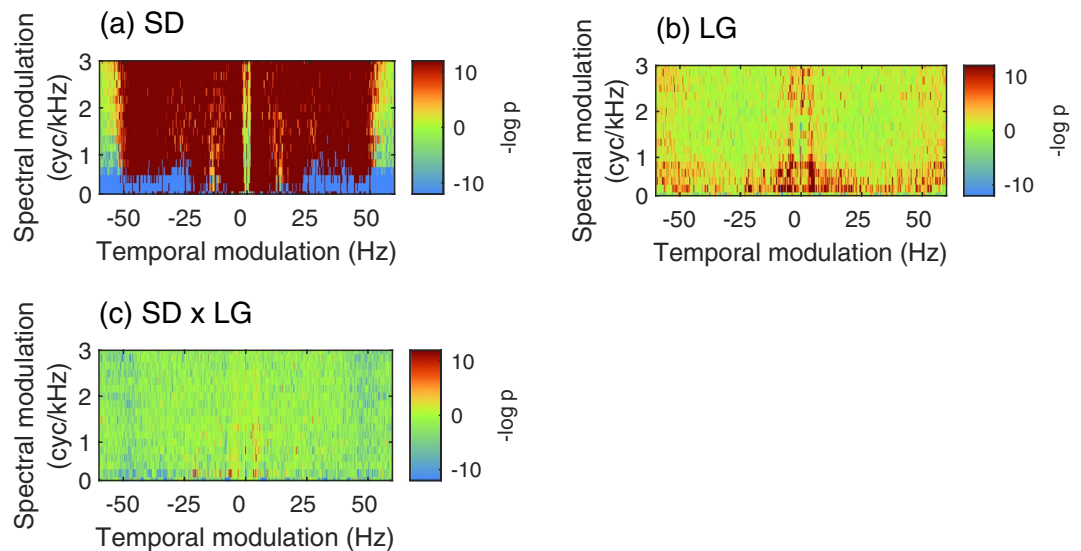 (a) SD
Spectral modulation
(cyc/kHz)
3
2
1
0
-50
-25
0
25
50
Temporal modulation (Hz)
10
0
-10
-log p
(b) LG
Spectral modulation
(cyc/kHz)
3
2
1
0
-50
-25
0
25
50
Temporal modulation (Hz)
10
0
-10
-log p
(c) SD x LG
Spectral modulation
(cyc/kHz)
3
2
1
0
-50
-25
0
25
50
Temporal modulation (Hz)
10
0
-10
-log p